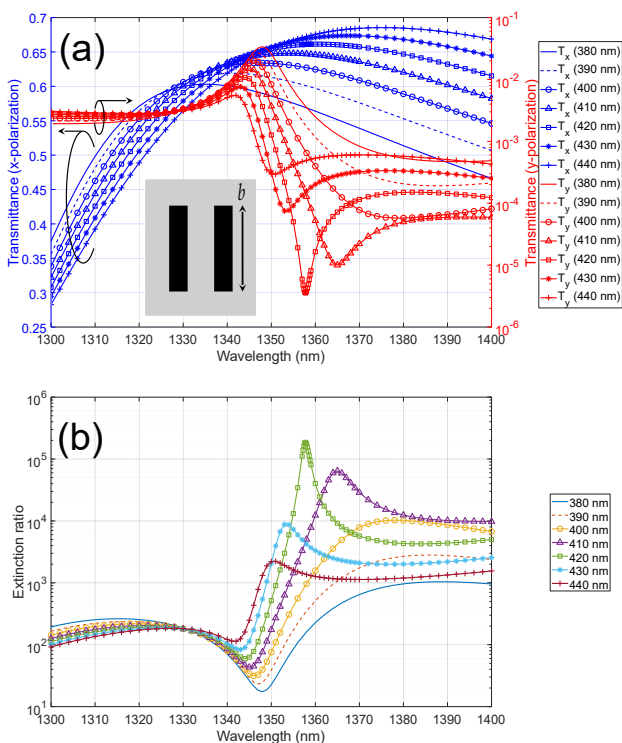 (a)
b
Transmittance (x-polarization)
0.7
0.65
0.6
0.55
0.5
0.45
0.4
0.35
0.3
0.25
1300 1310 1320 1330 1340 1350 1360 1370 1380 1390 1400
Wavelength (nm)
10^-1
10^-2
10^-3
10^-4
10^-5
10^-6
Transmittance (y-polarization)
T_x (380 nm)
T_x (390 nm)
T_x (400 nm)
T_x (410 nm)
T_x (420 nm)
T_x (430 nm)
T_x (440 nm)
T_y (380 nm)
T_y (390 nm)
T_y (400 nm)
T_y (410 nm)
T_y (420 nm)
T_y (430 nm)
T_y (440 nm)
(b)
Extinction ratio
10^6
10^5
10^4
10^3
10^2
10^1
1300 1310 1320 1330 1340 1350 1360 1370 1380 1390 1400
Wavelength (nm)
380 nm
390 nm
400 nm
410 nm
420 nm
430 nm
440 nm